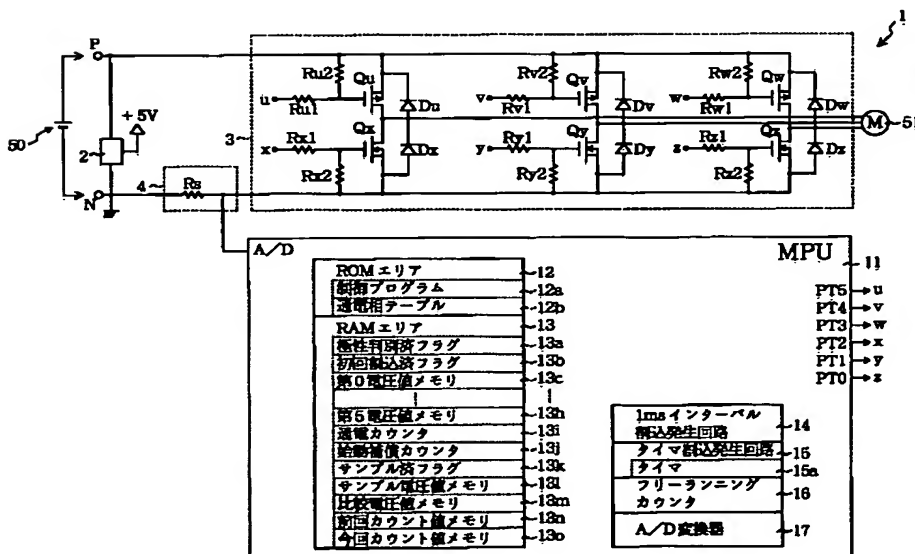 1
P
50
+5V
2
N
4
Rs
3
Ru2
Qu
u
Ru1
Du
Qx
x
Rx1
Dx
Rx2
Rv2
Qv
v
Rv1
Dv
Qy
y
Ry1
Dy
Ry2
Rw2
Qw
w
Rw1
Dw
Qz
z
Rz1
Dz
Rz2
M
51
A/D
MPU
11
ROMエリア 12
制御プログラム 12a
通電相テーブル 12b
RAMエリア 13
極性判別済フラグ 13a
初回割込済フラグ 13b
第0電圧値メモリ 13c
第5電圧値メモリ 13h
通電カウンタ 13i
始動補償カウンタ 13j
サンプル済フラグ 13k
サンプル電圧値メモリ 13l
比較電圧値メモリ 13m
前回カウント値メモリ 13n
今回カウント値メモリ 13o
PT5 u
PT4 v
PT3 w
PT2 x
PT1 y
PT0 z
1msインターバル
割込発生回路 14
タイマ割込発生回路 15
タイマ 15a
フリーランニング
カウンタ 16
A/D変換器 17